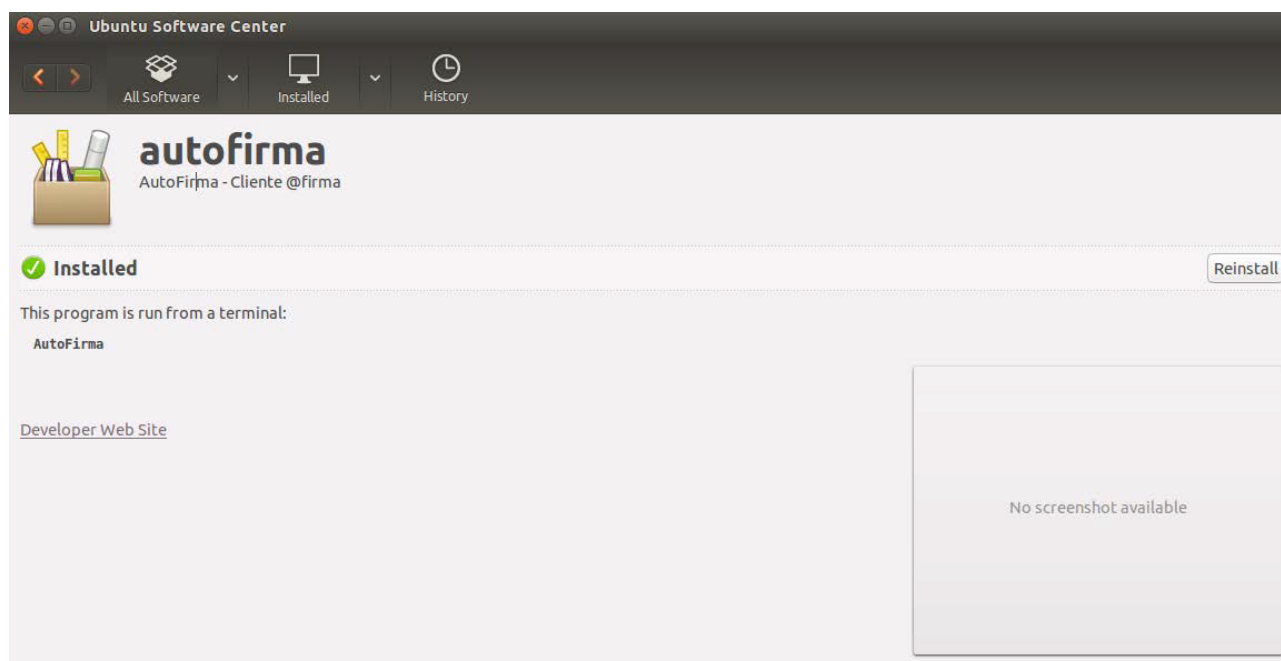 Ubuntu Software Center
All Software
Installed
History
autofirma
AutoFirma - Cliente @firma
Installed
Reinstall
This program is run from a terminal:
AutoFirma
Developer Web Site
No screenshot available